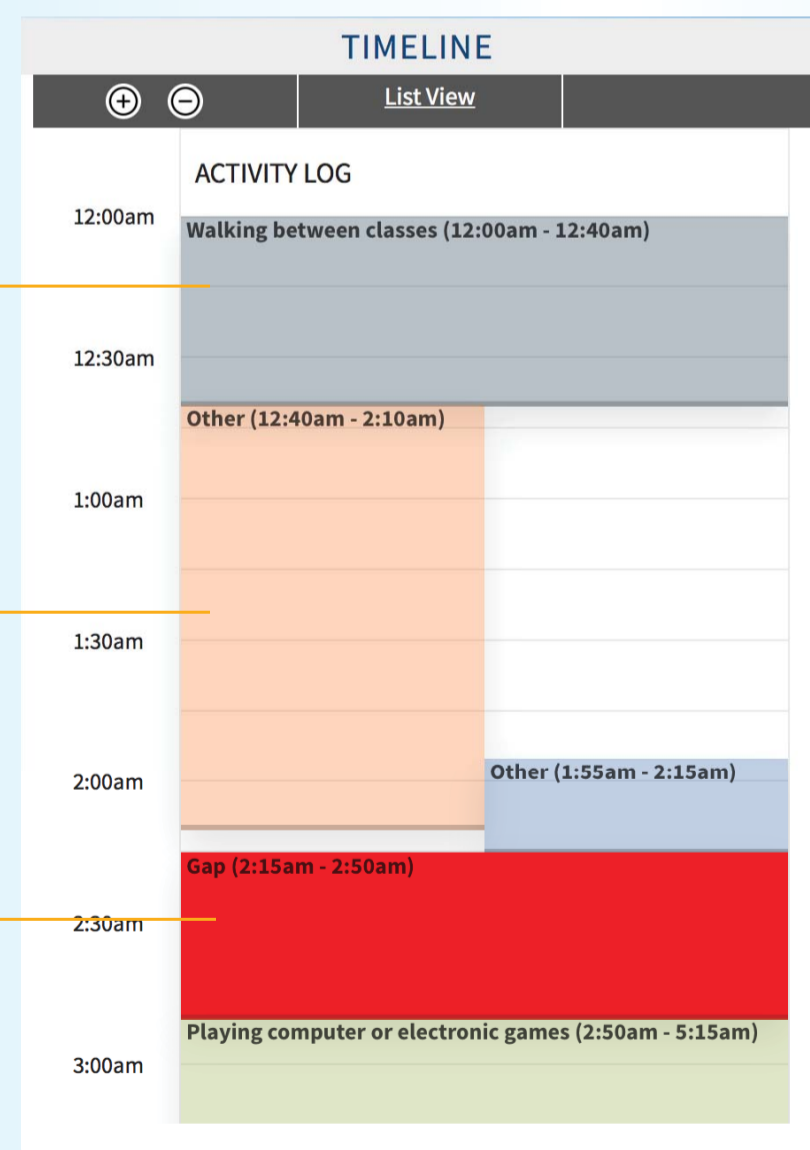 TIMELINE
List View
ACTIVITY LOG
12:00am
Walking between classes (12:00am - 12:40am)
12:30am
Other (12:40am - 2:10am)
1:00am
1:30am
Other (1:55am - 2:15am)
2:00am
Gap (2:15am - 2:50am)
2:30am
Playing computer or electronic games (2:50am - 5:15am)
3:00am